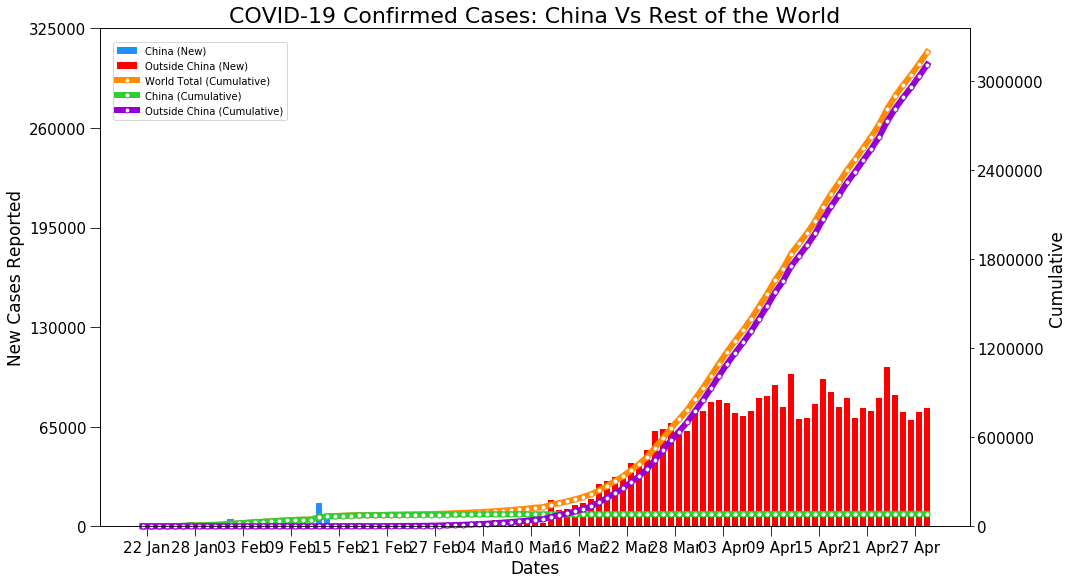 COVID-19 Confirmed Cases: China Vs Rest of the World
325000
260000
195000
130000
65000
0
New Cases Reported
China (New)
Outside China (New)
World Total (Cumulative)
China (Cumulative)
Outside China (Cumulative)
3000000
2400000
1800000
1200000
600000
0
Cumulative
22 Jan 28 Jan 03 Feb 09 Feb 15 Feb 21 Feb 27 Feb 04 Mar 10 Mar 16 Mar 22 Mar 28 Mar 03 Apr 09 Apr 15 Apr 21 Apr 27 Apr
Dates